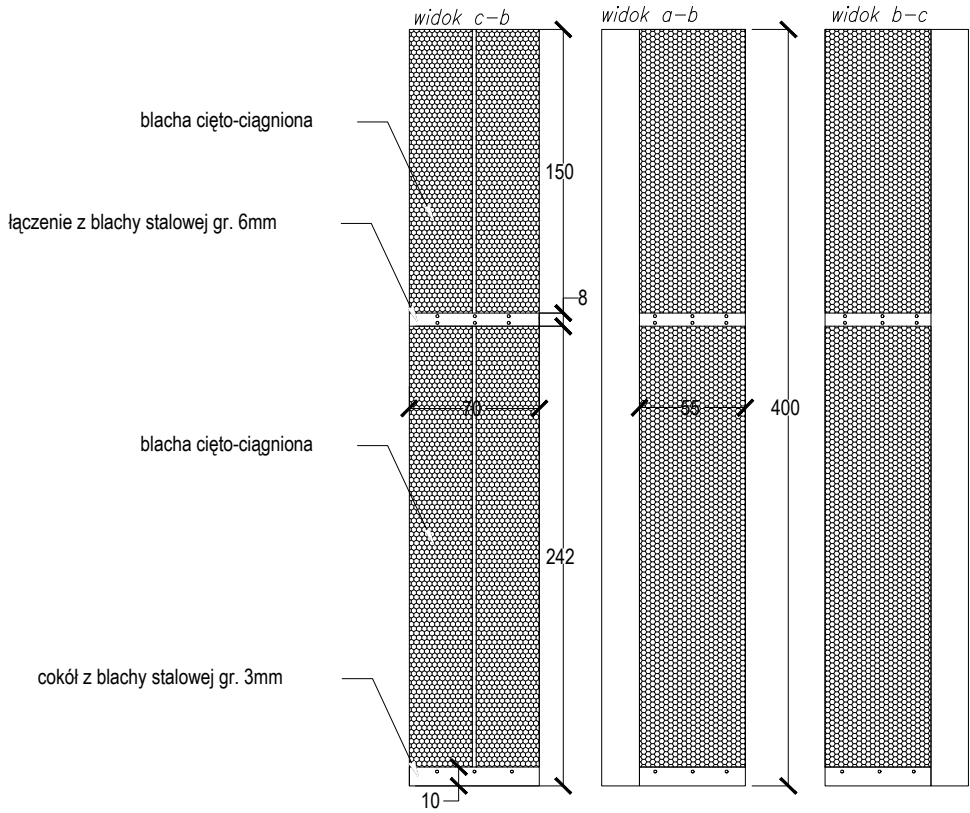 widok c-b
widok a-b
widok b-c
blacha cięto-ciągniona
150
łączenie z blachy stalowej gr. 6mm
8
70
55
400
blacha cięto-ciągniona
242
cokół z blachy stalowej gr. 3mm
10